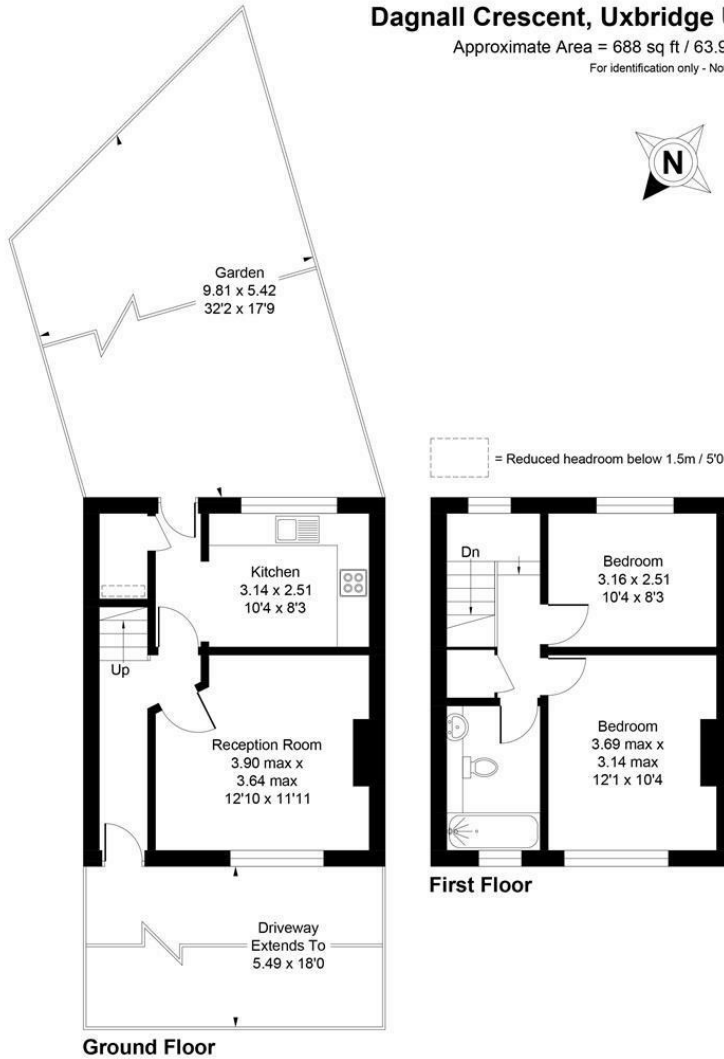 Dagnall Crescent, Uxbridge
Approximate Area = 688 sq ft / 63.9
For identification only - No
N
Garden
9.81 x 5.42
32'2 x 17'9
= Reduced headroom below 1.5m / 5'0
Kitchen
3.14 x 2.51
10'4 x 8'3
Up
Reception Room
3.90 max x
3.64 max
12'10 x 11'11
Driveway
Extends To
5.49 x 18'0
Ground Floor
Dn
Bedroom
3.16 x 2.51
10'4 x 8'3
Bedroom
3.69 max x
3.14 max
12'1 x 10'4
First Floor